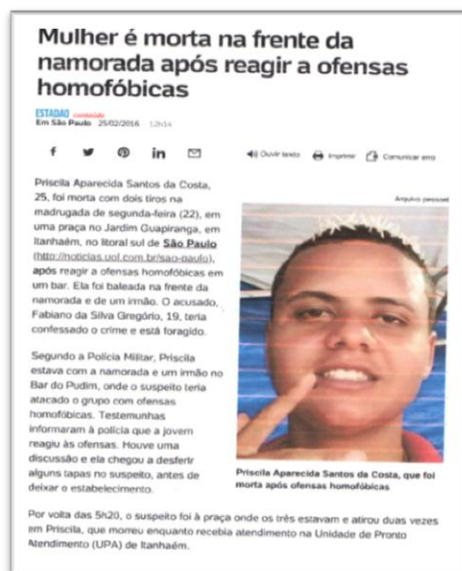 Mulher é morta na frente da
namorada após reagir a ofensas
homofóbicas
ESTADÃO conteúdo
Em São Paulo 25/02/2016 12h14
Ouvir texto Imprimir Comunicar erro
Arquivo pessoal
Priscila Aparecida Santos da Costa,
25, foi morta com dois tiros na
madrugada de segunda-feira (22), em
uma praça no Jardim Guapiranga, em
Itanhaém, no litoral sul de São Paulo
(http://noticias.uol.com.br/sao-paulo),
após reagir a ofensas homofóbicas em
um bar. Ela foi baleada na frente da
namorada e de um irmão. O acusado,
Fabiano da Silva Gregório, 19, teria
confessado o crime e está foragido.
Segundo a Polícia Militar, Priscila
estava com a namorada e um irmão no
Bar do Pudim, onde o suspeito teria
atacado o grupo com ofensas
homofóbicas. Testemunhas
informaram à polícia que a jovem
reagiu às ofensas. Houve uma
discussão e ela chegou a desferir
alguns tapas no suspeito, antes de
deixar o estabelecimento.
Priscila Aparecida Santos da Costa, que foi
morta após ofensas homofóbicas
Por volta das 5h20, o suspeito foi à praça onde os três estavam e atirou duas vezes
em Priscila, que morreu enquanto recebia atendimento na Unidade de Pronto
Atendimento (UPA) de Itanhaém.